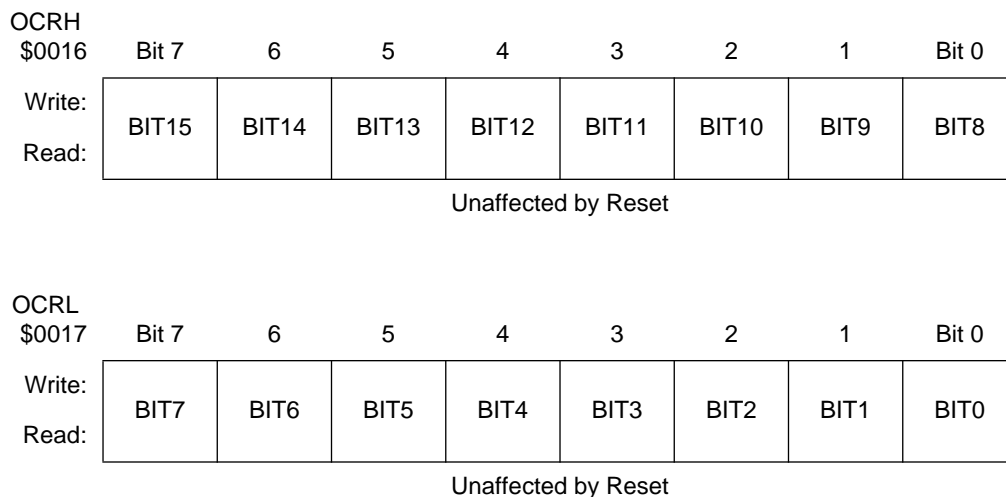 OCRH
$0016 Bit 7 6 5 4 3 2 1 Bit 0
Write:
BIT15 BIT14 BIT13 BIT12 BIT11 BIT10 BIT9 BIT8
Read:
Unaffected by Reset
OCRL
$0017 Bit 7 6 5 4 3 2 1 Bit 0
Write:
BIT7 BIT6 BIT5 BIT4 BIT3 BIT2 BIT1 BIT0
Read:
Unaffected by Reset